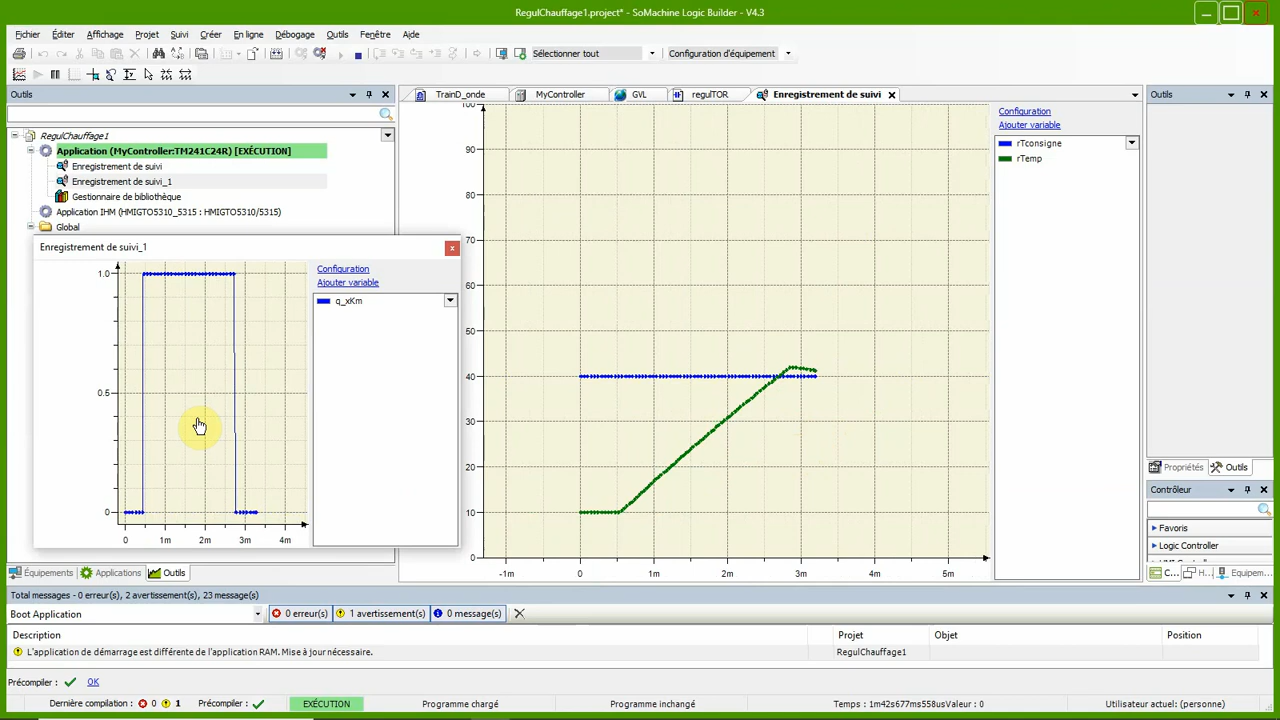 RegulChauffage1.project* - SoMachine Logic Builder - V4.3
Fichier Éditer Affichage Projet Suivi Créer En ligne Débogage Outils Fenêtre Aide
Sélectionner tout Configuration d'équipement
Outils
TrainD_onde MyController GVL regulTOR Enregistrement de suivi
Outils
RegulChauffage1
Application (MyController:TM241C24R) [EXÉCUTION]
Enregistrement de suivi
Enregistrement de suivi_1
Gestionnaire de bibliothèque
Application IHM (HMIGTO5310_5315 : HMIGTO5310/5315)
Global
Enregistrement de suivi_1
1.0
0.5
0
0 1m 2m 3m 4m
Configuration
Ajouter variable
q_xKm
100
90
80
70
60
50
40
30
20
10
0
-1m 0 1m 2m 3m 4m 5m
Configuration
Ajouter variable
rTconsigne
rTemp
Propriétés Outils
Contrôleur
Favoris
Logic Controller
C... H... Equipem...
Équipements Applications Outils
Total messages - 0 erreur(s), 2 avertissement(s), 23 message(s)
Boot Application 0 erreur(s) 1 avertissement(s) 0 message(s)
Description Projet Objet Position
L'application de démarrage est différente de l'application RAM. Mise à jour nécessaire. RegulChauffage1
Précompiler : OK
Dernière compilation : 0 1 Précompiler : EXÉCUTION Programme chargé Programme inchangé Temps : 1m42s677ms558usValeur : 0 Utilisateur actuel: (personne)